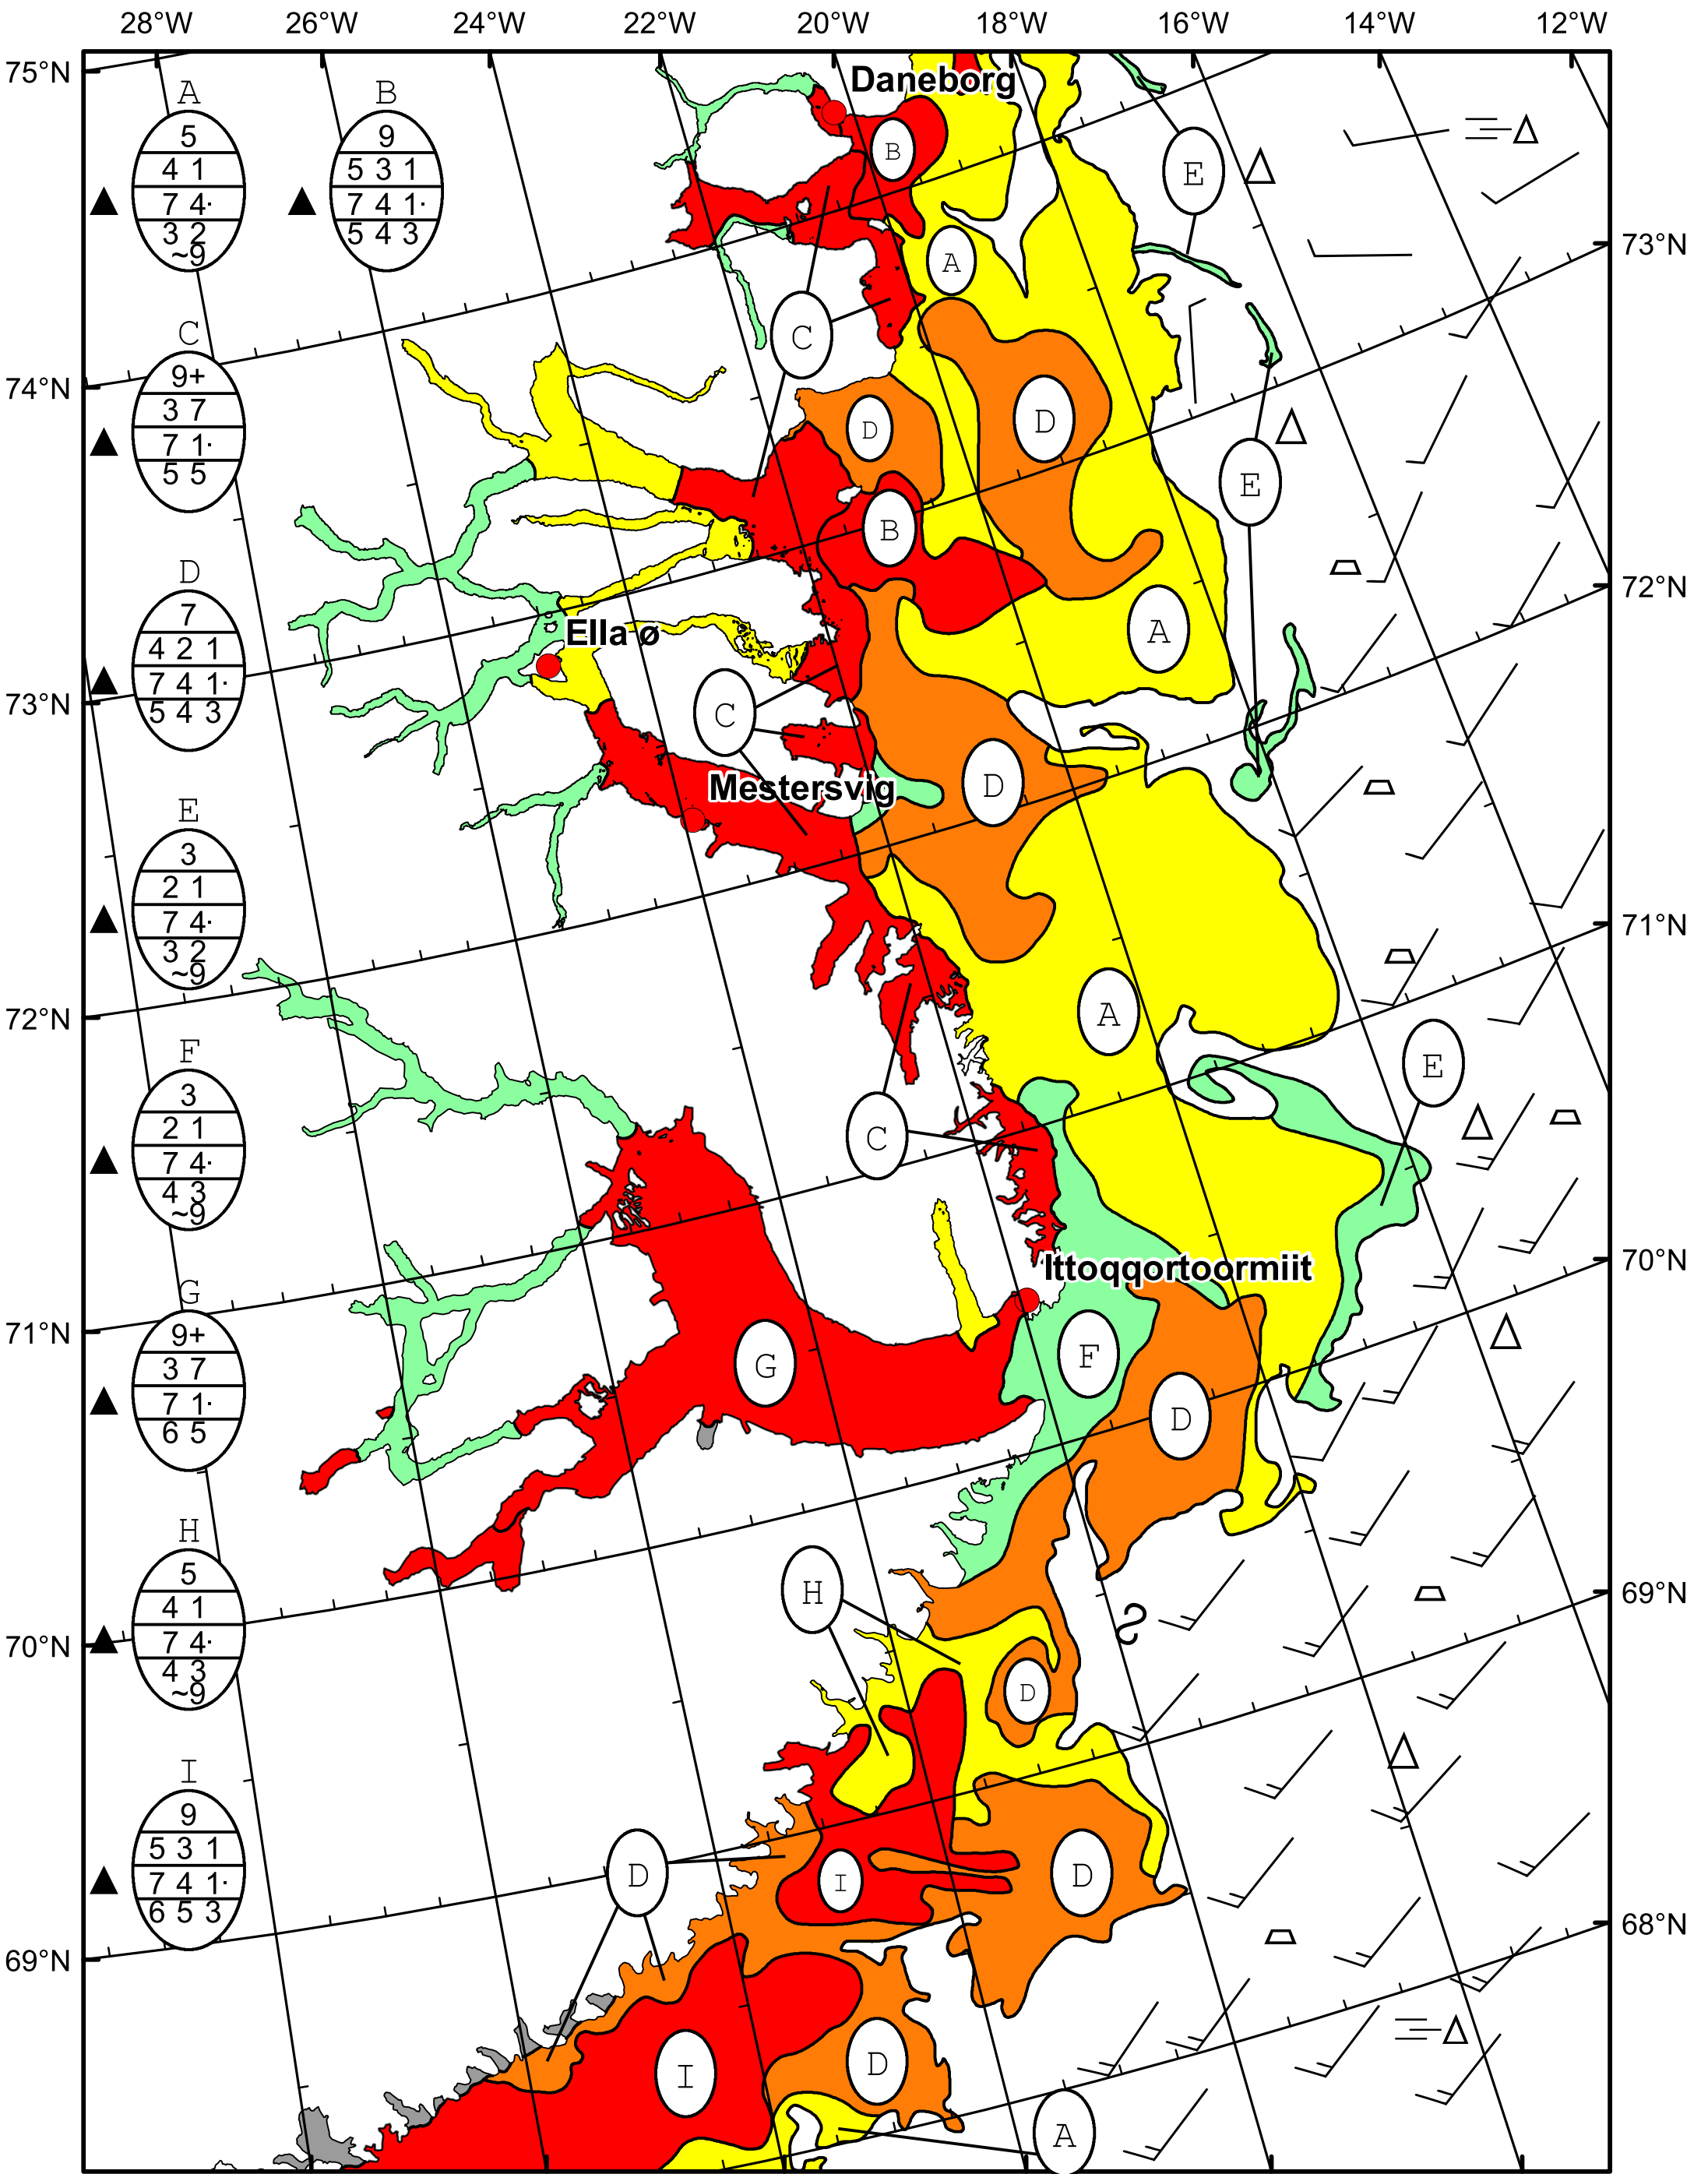 28°W 26°W 24°W 22°W 20°W 18°W 16°W 14°W 12°W
75°N
Daneborg
A B
5 9
4 1 5 3 1
7 4· 7 4 1·
3 2 5 4 3
~9
B
E
73°N
A
C
9+
3 7
7 1·
5 5
C
74°N
D
D
E
B
D
7
4 2 1
7 4 1·
5 4 3
72°N
Ella ø
A
73°N
C
D
Mestersvig
E
3
2 1
7 4·
3 2
~9
71°N
72°N
A
E
F
3
2 1
7 4·
4 3
~9
C
Ittoqqortoormiit
70°N
G
9+
3 7
7 1·
6 5
71°N
G
F
D
H
5
4 1
7 4·
4 3
~9
H
69°N
70°N
D
I
9
5 3 1
7 4 1·
6 5 3
D
I
D
68°N
69°N
I
D
A